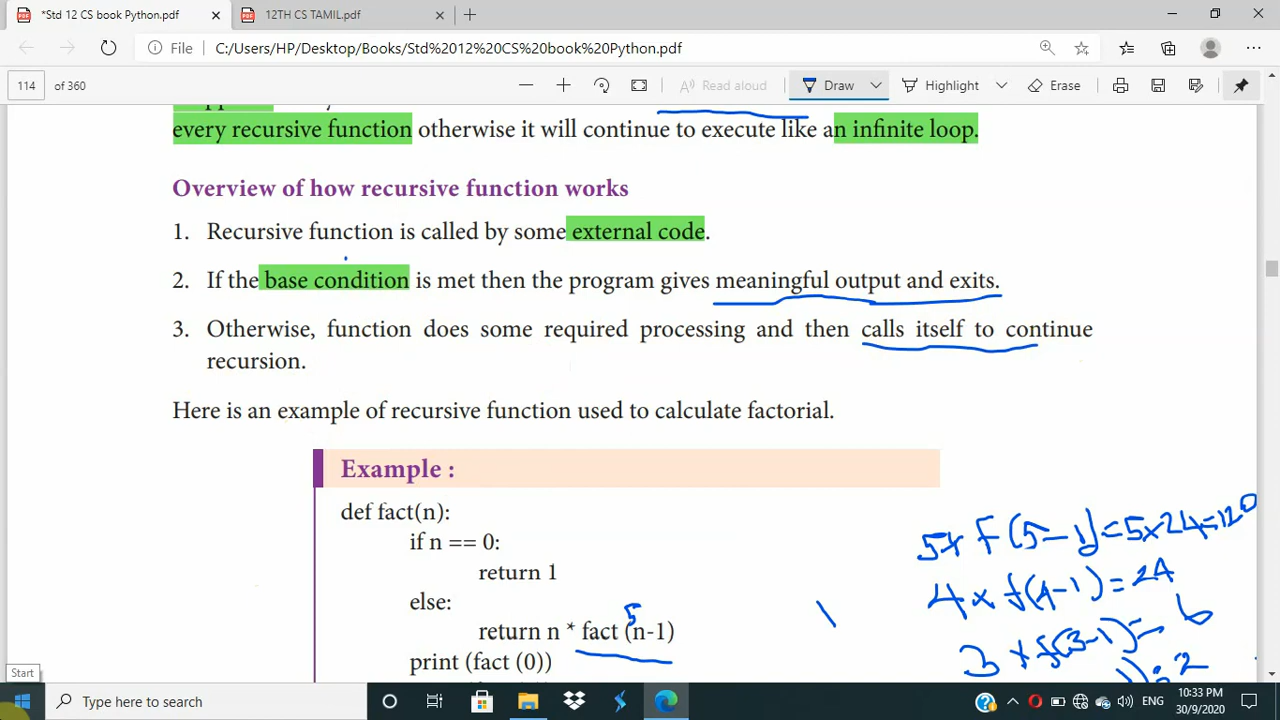 *Std 12 CS book Python.pdf
12TH CS TAMIL.pdf
File C:/Users/HP/Desktop/Books/Std%2012%20CS%20book%20Python.pdf
114 of 360 Read aloud Draw Highlight Erase
every recursive function otherwise it will continue to execute like an infinite loop.
Overview of how recursive function works
1. Recursive function is called by some external code.
2. If the base condition is met then the program gives meaningful output and exits.
3. Otherwise, function does some required processing and then calls itself to continue
recursion.
Here is an example of recursive function used to calculate factorial.
Example :
def fact(n):
if n == 0:
return 1
else:
5
return n * fact (n-1)
print (fact (0))
5x f(5-1)=5x24=120
4 x f(4-1)=24
3 x f(3-1)= 6
2
Start
Type here to search
ENG
10:33 PM
30/9/2020